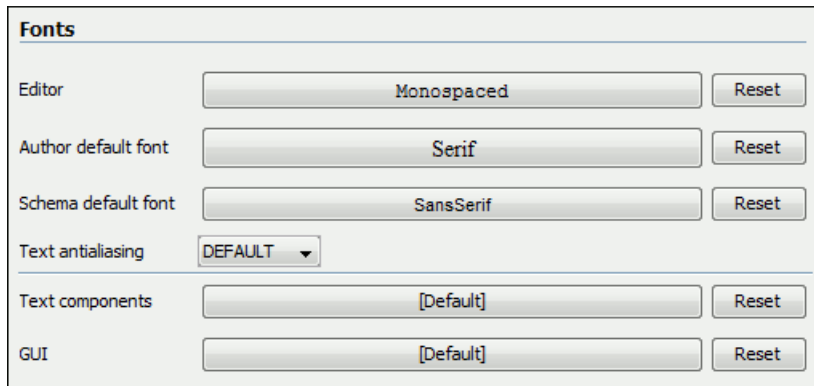 Fonts
Editor Monospaced Reset
Author default font Serif Reset
Schema default font SansSerif Reset
Text antialiasing DEFAULT
Text components [Default] Reset
GUI [Default] Reset